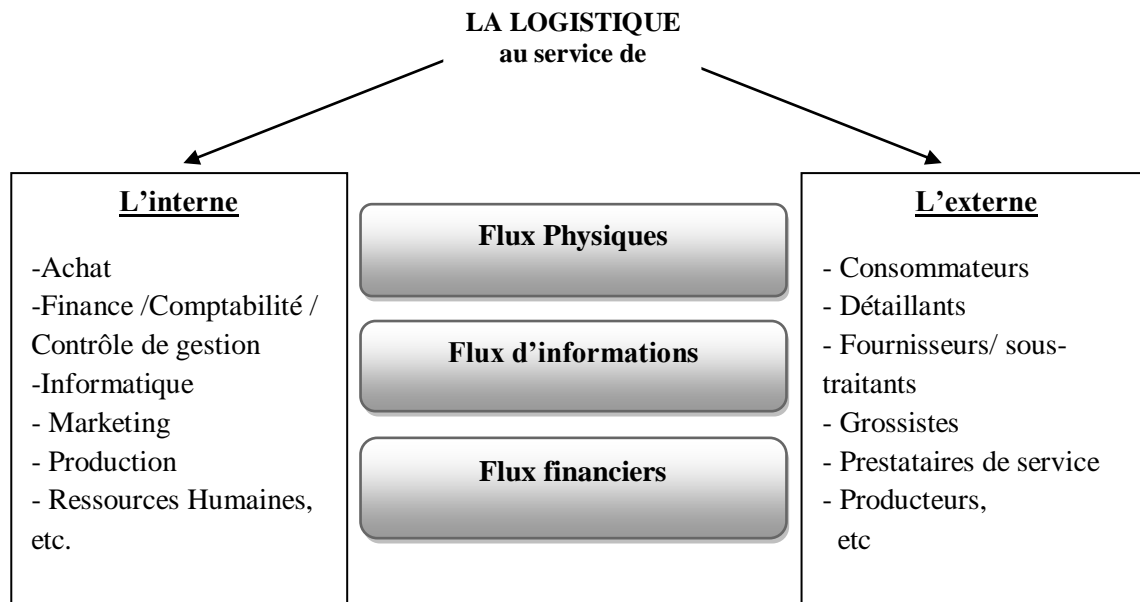 LA LOGISTIQUE
au service de
L’interne
-Achat
-Finance /Comptabilité /
Contrôle de gestion
-Informatique
- Marketing
- Production
- Ressources Humaines,
etc.
Flux Physiques
Flux d’informations
Flux financiers
L’externe
- Consommateurs
- Détaillants
- Fournisseurs/ sous-
traitants
- Grossistes
- Prestataires de service
- Producteurs,
etc